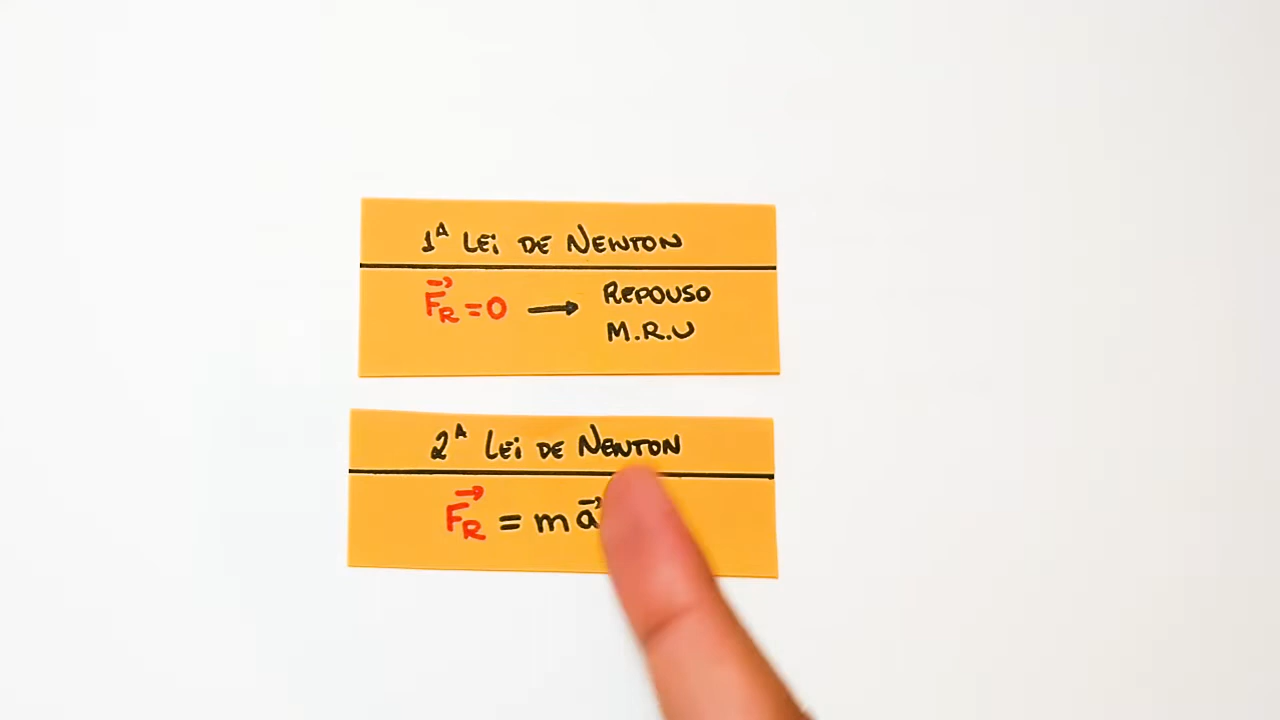 1ª LEI DE NEWTON
F⃗R = 0 → REPOUSO
M.R.U
2ª LEI DE NEWTON
F⃗R = m a⃗